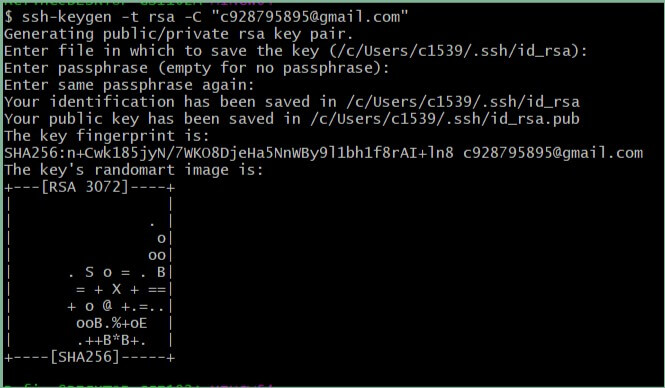 $ ssh-keygen -t rsa -C "c928795895@gmail.com"
Generating public/private rsa key pair.
Enter file in which to save the key (/c/Users/c1539/.ssh/id_rsa):
Enter passphrase (empty for no passphrase):
Enter same passphrase again:
Your identification has been saved in /c/Users/c1539/.ssh/id_rsa
Your public key has been saved in /c/Users/c1539/.ssh/id_rsa.pub
The key fingerprint is:
SHA256:n+Cwk185jyN/7WKO8DjeHa5NnWBy9l1bh1f8rAI+ln8 c928795895@gmail.com
The key's randomart image is:
+---[RSA 3072]----+
|                 |
|               . |
|                o|
|               oo|
|      . S o = . B|
|       = + X + ==|
|      + o @ +.=..|
|       ooB.%+oE  |
|       .++B*B+.  |
+----[SHA256]-----+